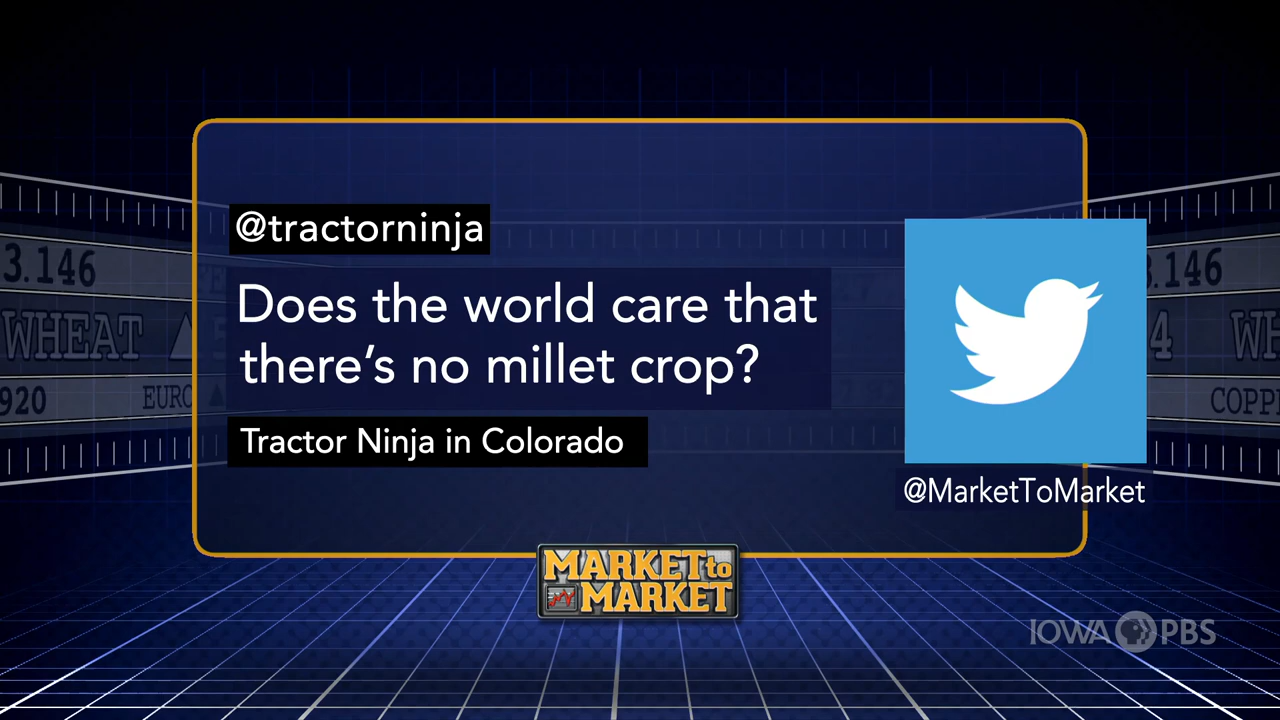 @tractorninja
Does the world care that
there's no millet crop?
Tractor Ninja in Colorado
@MarketToMarket
3.146
WHEAT
920
EURO
3.146
4
WH
COPP
MARKET to
MARKET
IOWA PBS